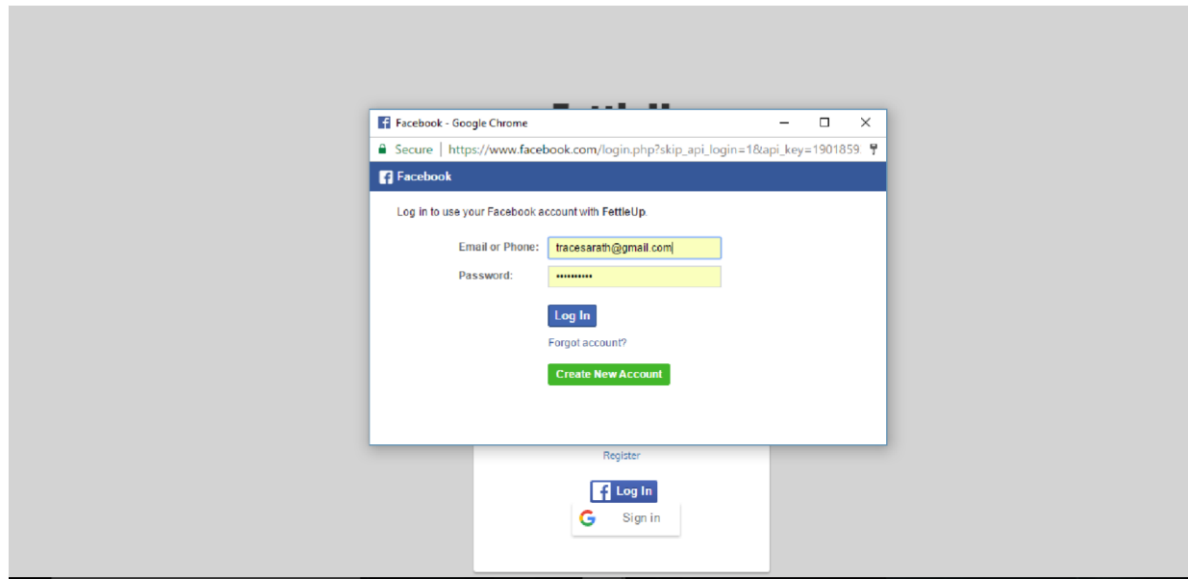 Facebook - Google Chrome
Secure | https://www.facebook.com/login.php?skip_api_login=1&api_key=1901859
Facebook
Log in to use your Facebook account with FettleUp.
Email or Phone: tracesarath@gmail.com
Password: ••••••••••
Log In
Forgot account?
Create New Account
Register
Log In
Sign in